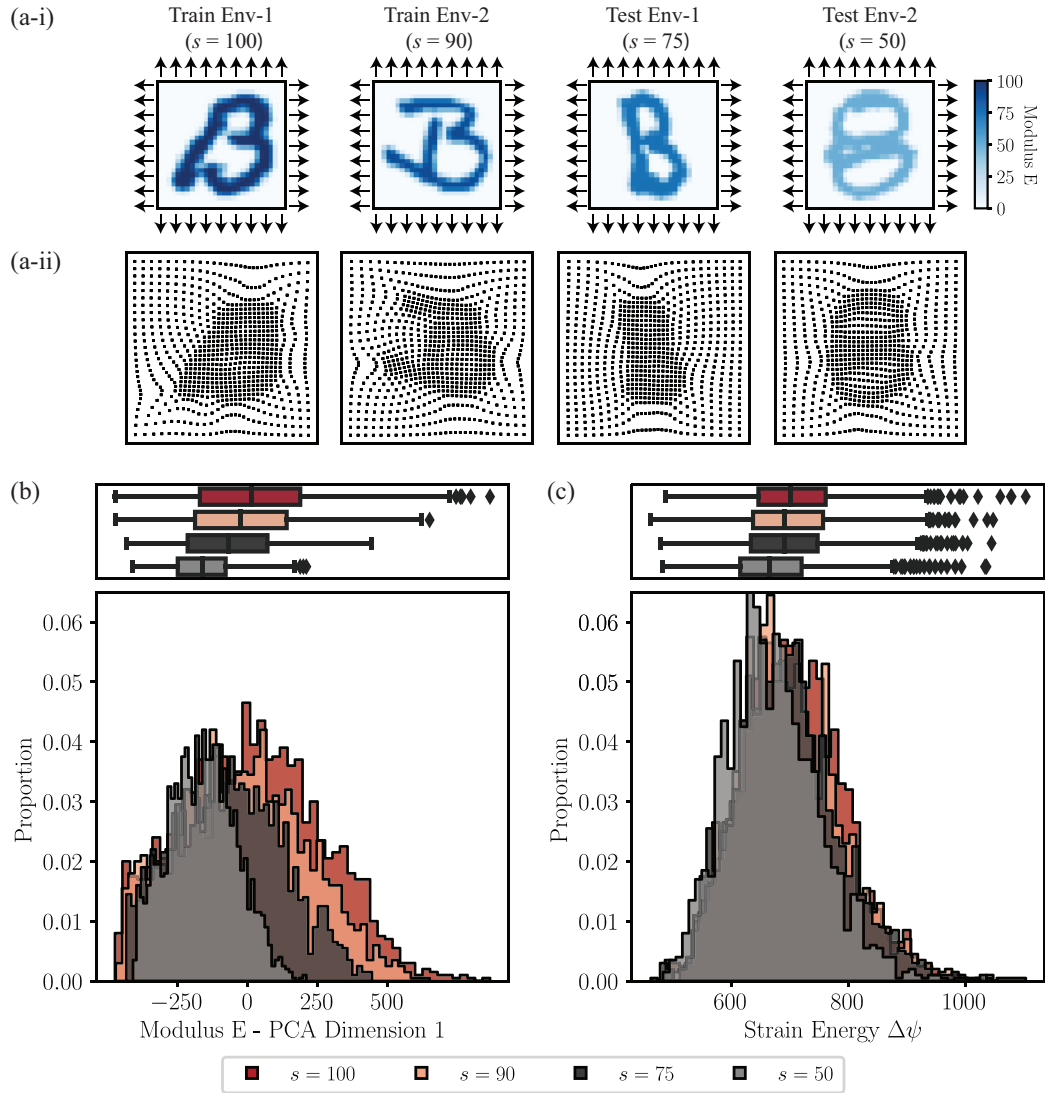 (a-i)
Train Env-1 Train Env-2 Test Env-1 Test Env-2
(s = 100) (s = 90) (s = 75) (s = 50)
100
75
50
25
0
Modulus E
(a-ii)
(b) (c)
0.06
0.05
0.04
0.03
0.02
0.01
0.00
Proportion
−250 0 250 500
Modulus E - PCA Dimension 1
0.06
0.05
0.04
0.03
0.02
0.01
0.00
Proportion
600 800 1000
Strain Energy Δψ
s = 100 s = 90 s = 75 s = 50